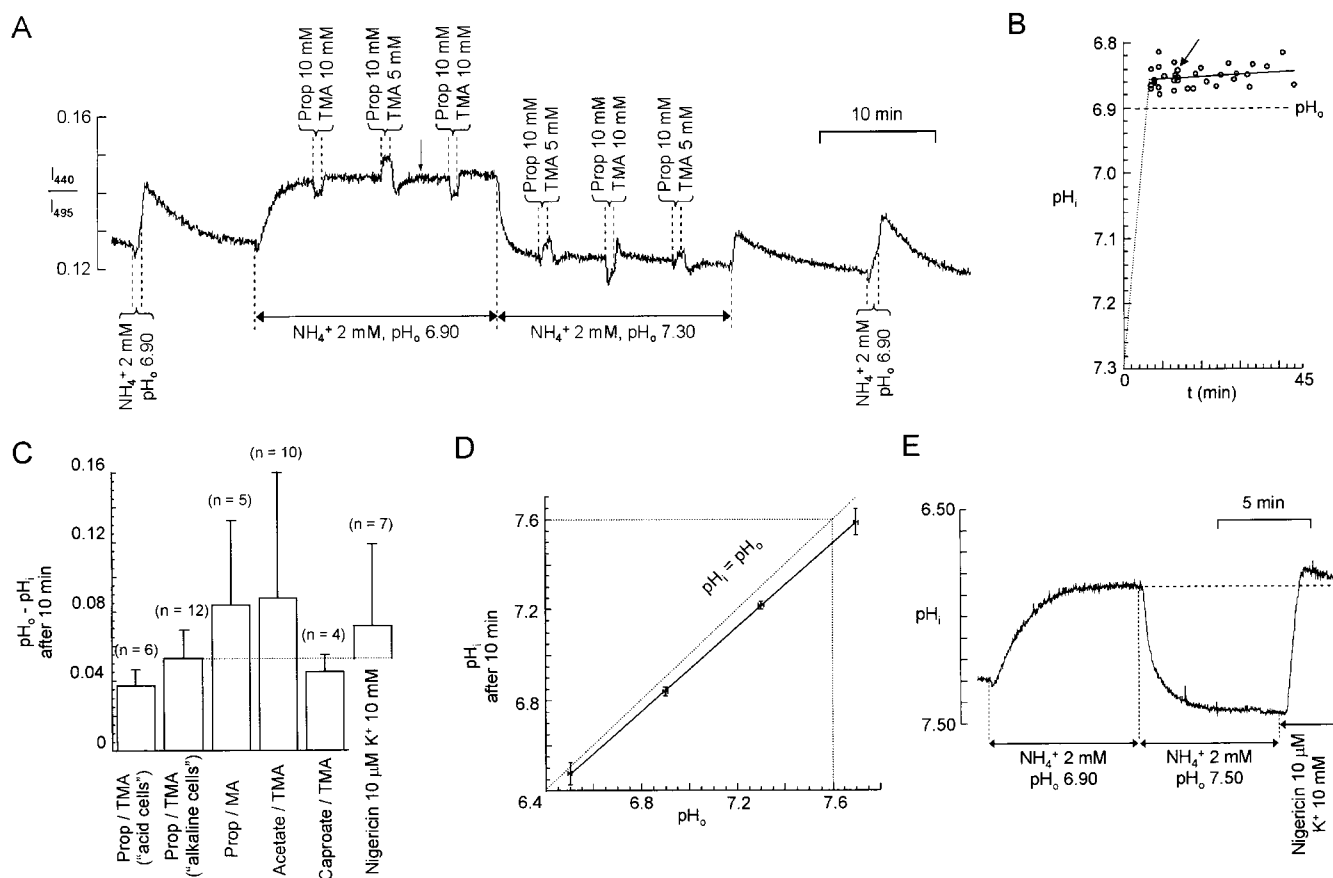 A
Prop 10 mM
TMA 10 mM
Prop 10 mM
TMA 5 mM
Prop 10 mM
TMA 10 mM
0.16
I440
I495
0.12
Prop 10 mM
TMA 5 mM
Prop 10 mM
TMA 10 mM
Prop 10 mM
TMA 5 mM
10 min
NH4+ 2 mM
pHo 6.90
NH4+ 2 mM, pHo 6.90
NH4+ 2 mM, pHo 7.30
NH4+ 2 mM
pHo 6.90
B
6.8
6.9
7.0
7.1
7.2
7.3
pHi
pHo
0
45
t (min)
C
0.16
0.12
0.08
0.04
0
pHo - pHi
after 10 min
(n = 6)
(n = 12)
(n = 5)
(n = 10)
(n = 4)
(n = 7)
Prop / TMA
("acid cells")
Prop / TMA
("alkaline cells")
Prop / MA
Acetate / TMA
Caproate / TMA
Nigericin 10 µM K+ 10 mM
D
7.6
7.2
6.8
pHi
after 10 min
pHi = pHo
6.4
6.8
7.2
7.6
pHo
E
6.50
5 min
pHi
7.50
NH4+ 2 mM
pHo 6.90
NH4+ 2 mM
pHo 7.50
Nigericin 10 µM
K+ 10 mM